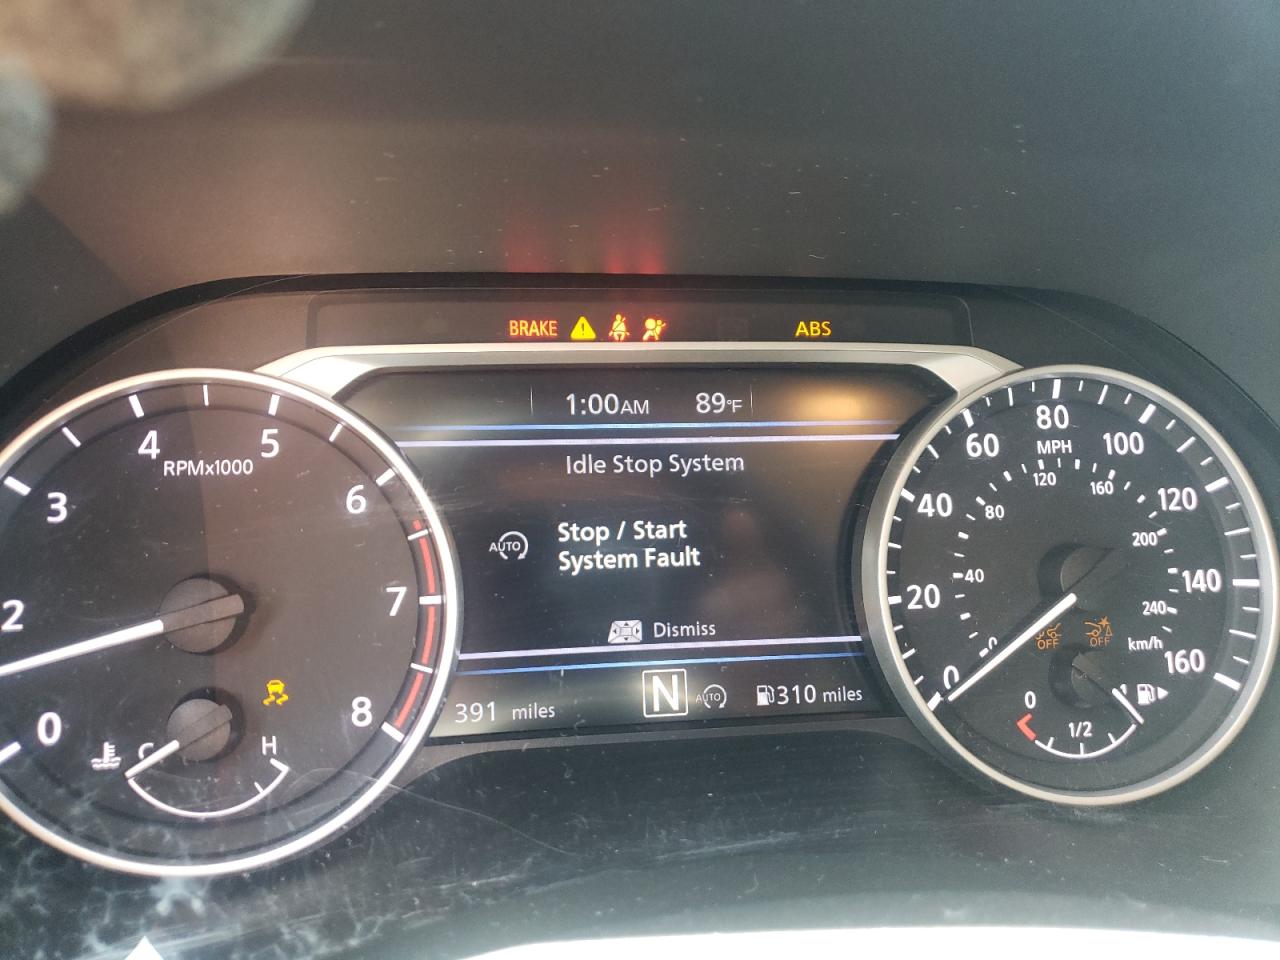 BRAKE ABS
1:00AM 89°F
Idle Stop System
AUTO Stop / Start
System Fault
Dismiss
391 miles N AUTO 310 miles
0 2 3 4 5 6 7 8
RPMx1000
C H
0 20 40 60 80 100 120 140 160
MPH
0 40 80 120 160 200 240
km/h
OFF OFF
0 1/2 1